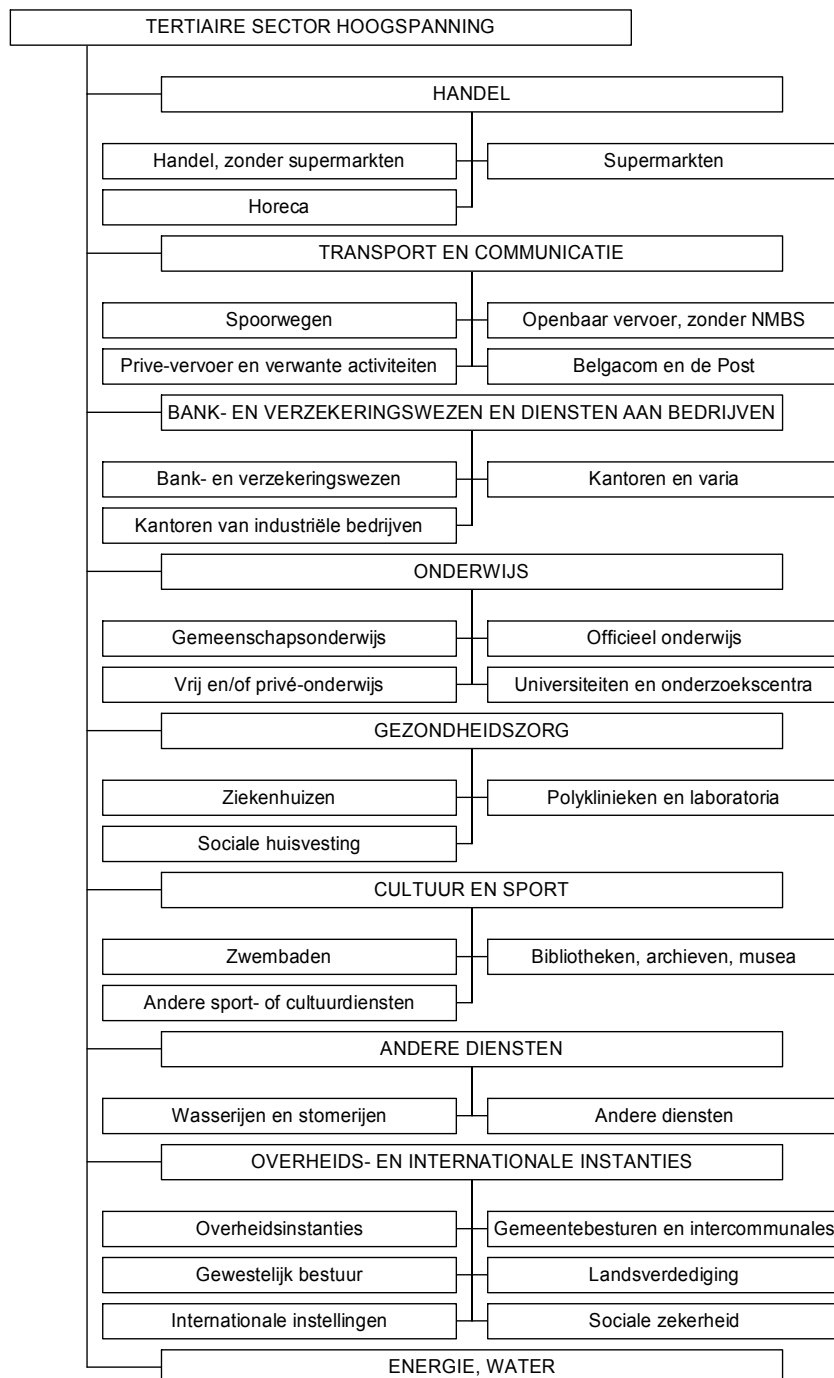 TERTIAIRE SECTOR HOOGSPANNING
HANDEL
Handel, zonder supermarkten
Supermarkten
Horeca
TRANSPORT EN COMMUNICATIE
Spoorwegen
Openbaar vervoer, zonder NMBS
Prive-vervoer en verwante activiteiten
Belgacom en de Post
BANK- EN VERZEKERINGSWEZEN EN DIENSTEN AAN BEDRIJVEN
Bank- en verzekeringswezen
Kantoren en varia
Kantoren van industriële bedrijven
ONDERWIJS
Gemeenschapsonderwijs
Officieel onderwijs
Vrij en/of privé-onderwijs
Universiteiten en onderzoekscentra
GEZONDHEIDSZORG
Ziekenhuizen
Polyklinieken en laboratoria
Sociale huisvesting
CULTUUR EN SPORT
Zwembaden
Bibliotheken, archieven, musea
Andere sport- of cultuurdiensten
ANDERE DIENSTEN
Wasserijen en stomerijen
Andere diensten
OVERHEIDS- EN INTERNATIONALE INSTANTIES
Overheidsinstanties
Gemeentebesturen en intercommunales
Gewestelijk bestuur
Landsverdediging
Internationale instellingen
Sociale zekerheid
ENERGIE, WATER